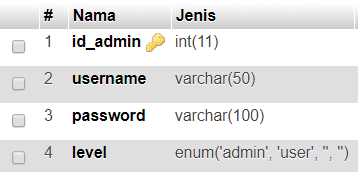 # Nama Jenis
1 id_admin int(11)
2 username varchar(50)
3 password varchar(100)
4 level enum('admin', 'user', '', '')